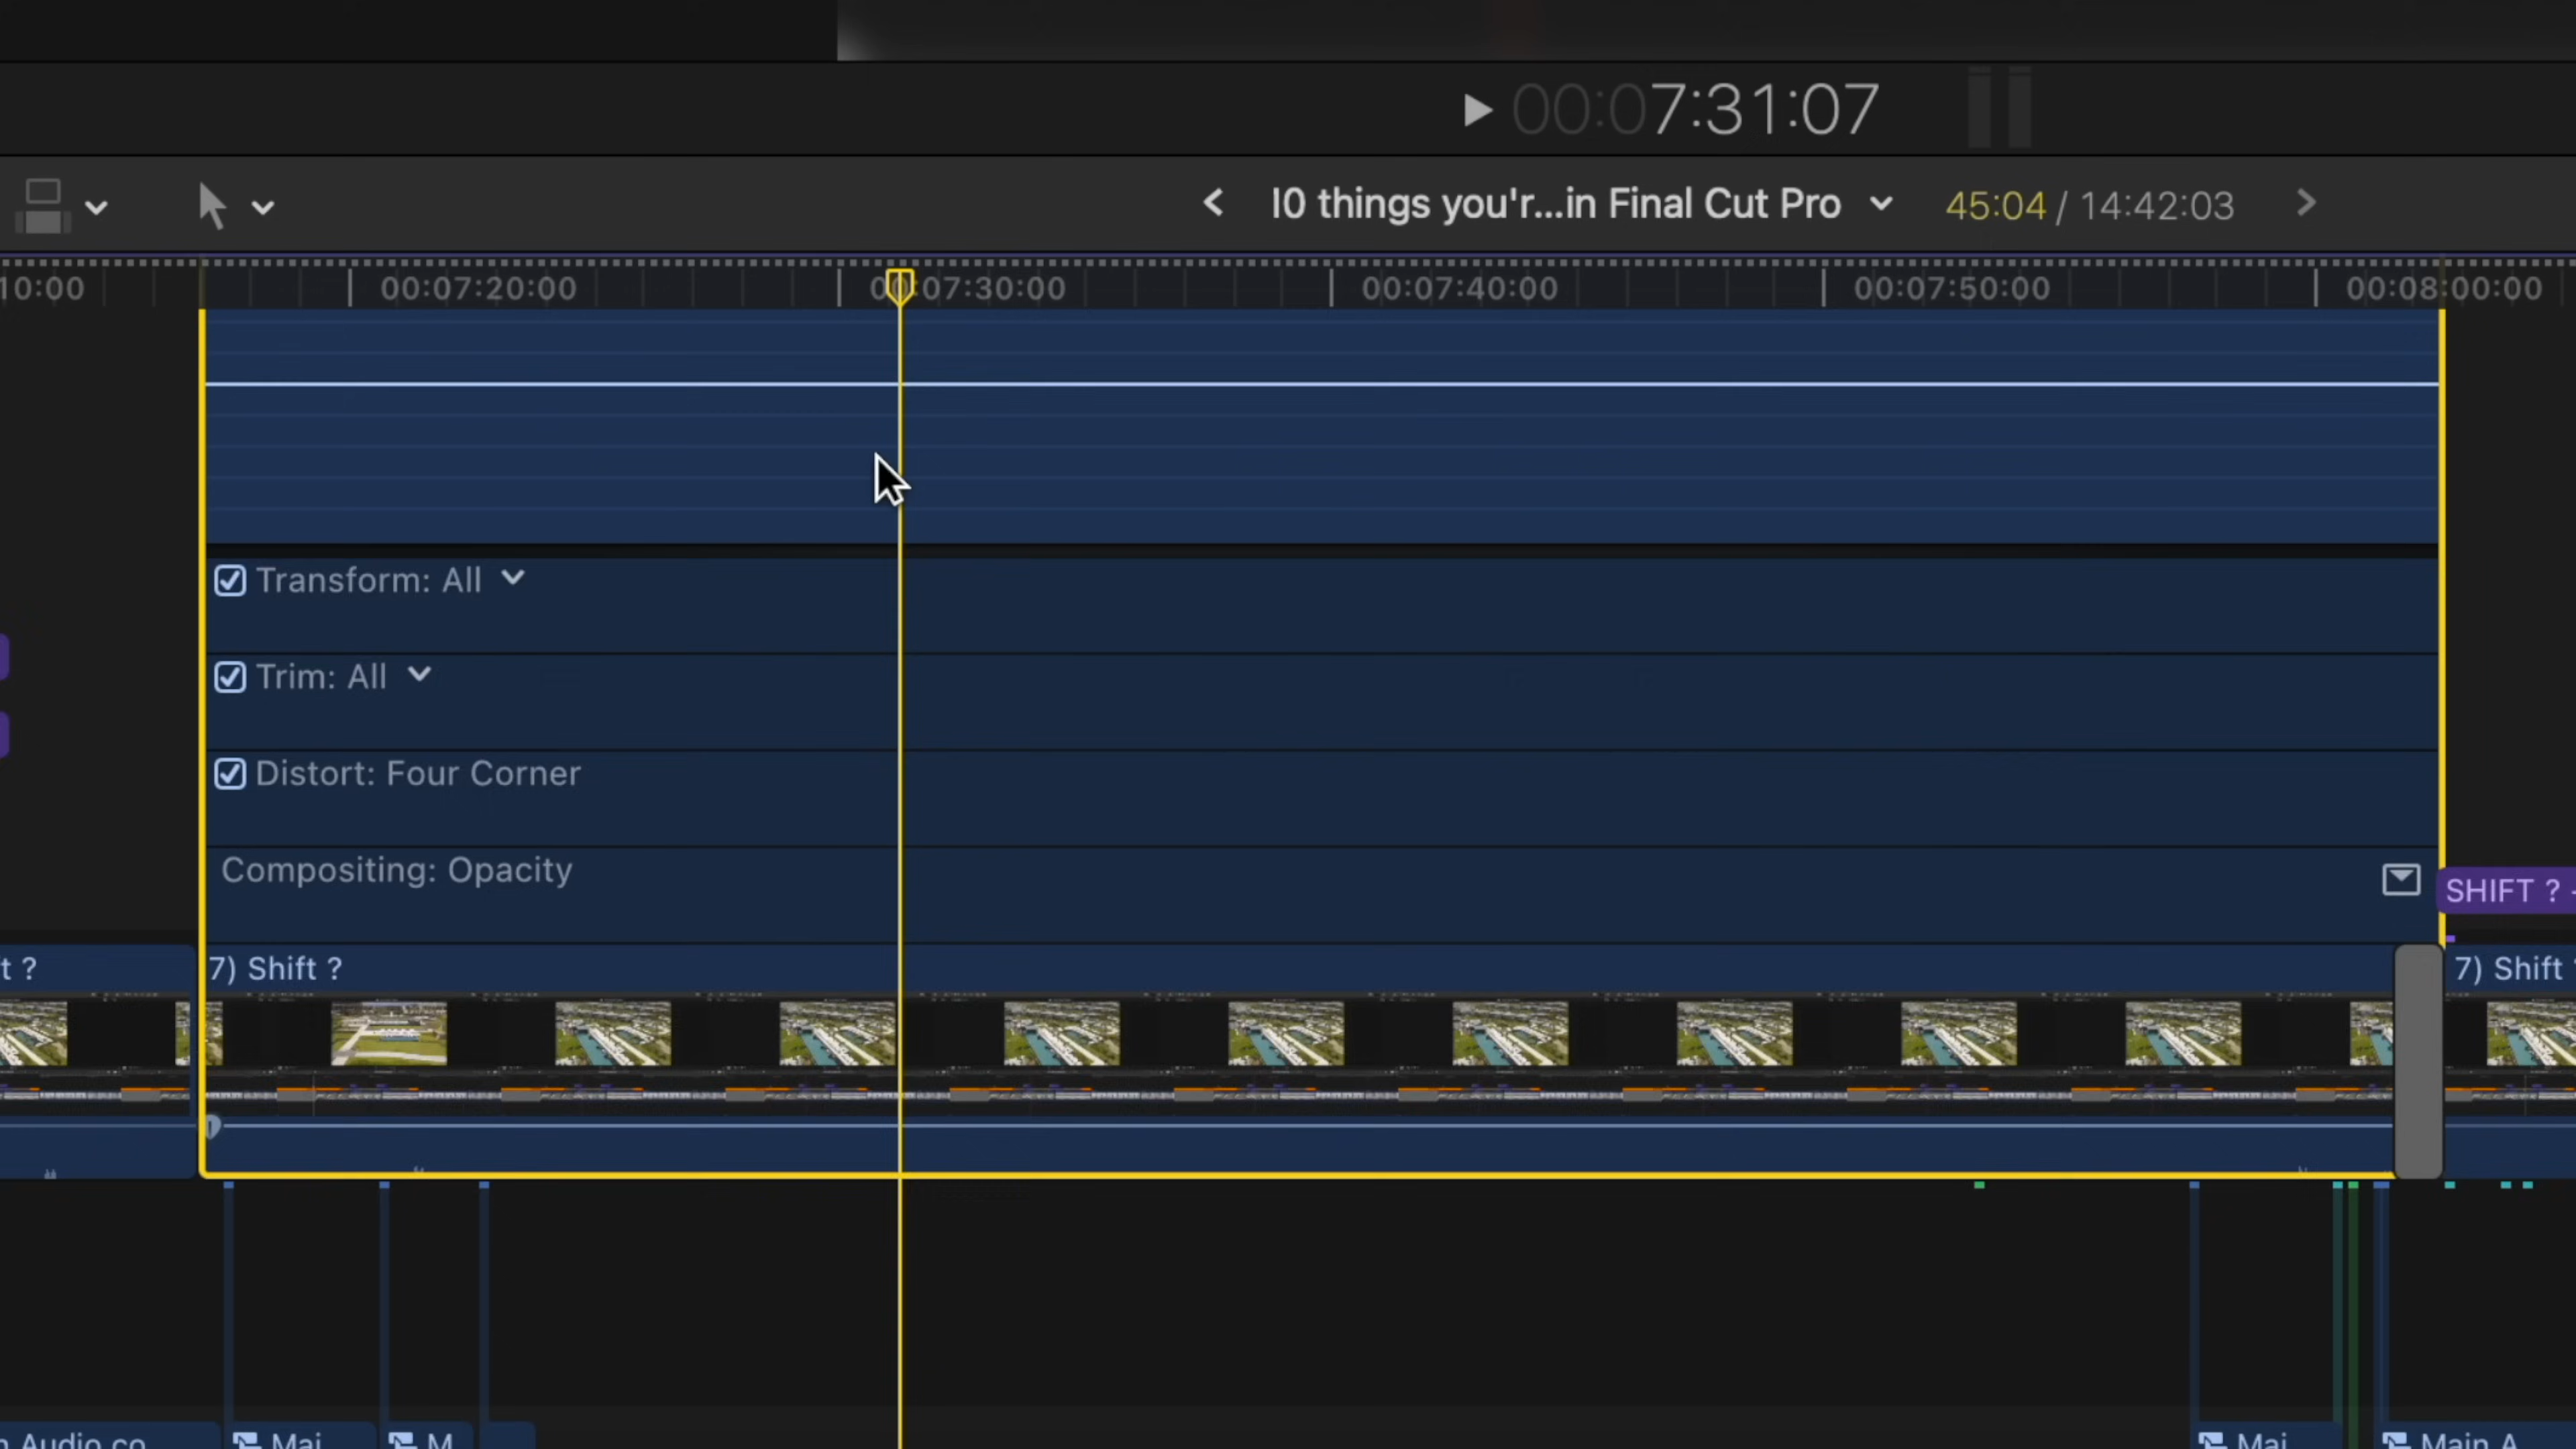 00:07:31:07
10 things you'r...in Final Cut Pro
45:04 / 14:42:03
10:00
00:07:20:00
00:07:30:00
00:07:40:00
00:07:50:00
00:08:00:00
Transform: All
Trim: All
Distort: Four Corner
Compositing: Opacity
SHIFT ? -
t ?
7) Shift ?
7) Shift
Audio co
Mai
M
Mai
Main A